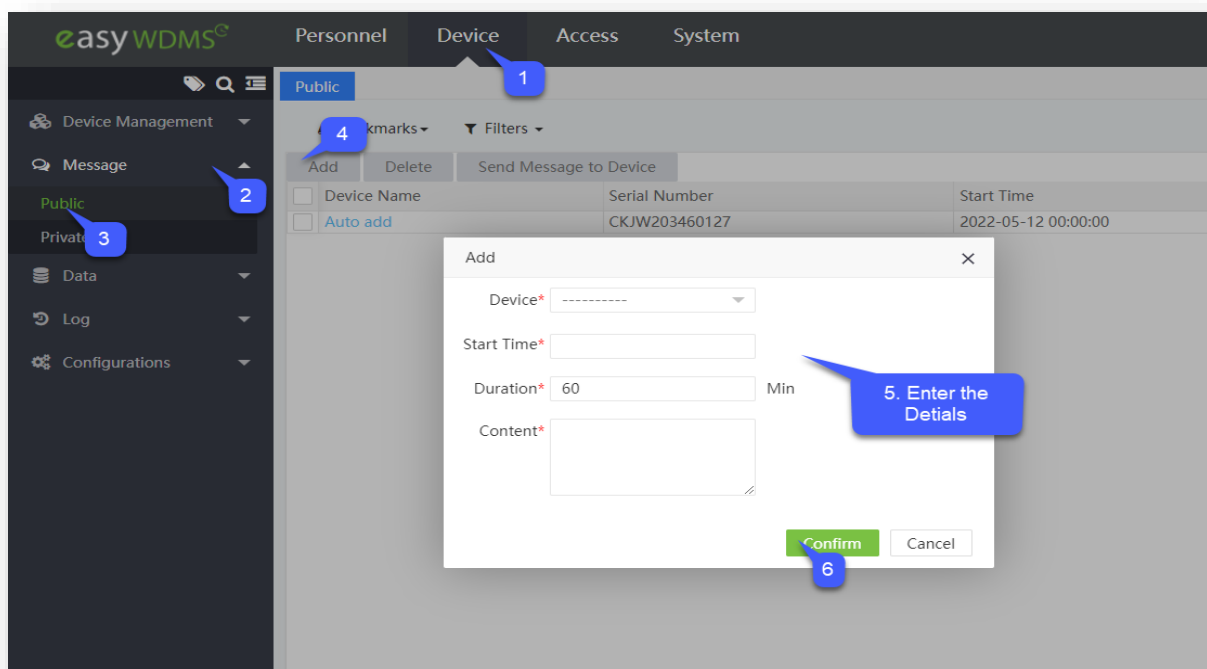 easy WDMS
Personnel Device Access System
1
Public
Device Management
4 kmarks Filters
Message
Add Delete Send Message to Device
2
Device Name Serial Number Start Time
Public
Auto add CKJW203460127 2022-05-12 00:00:00
Privat 3
Add
Data
Device* ----------
Log
Start Time*
Configurations
Duration* 60 Min
5. Enter the
Detials
Content*
Confirm Cancel
6